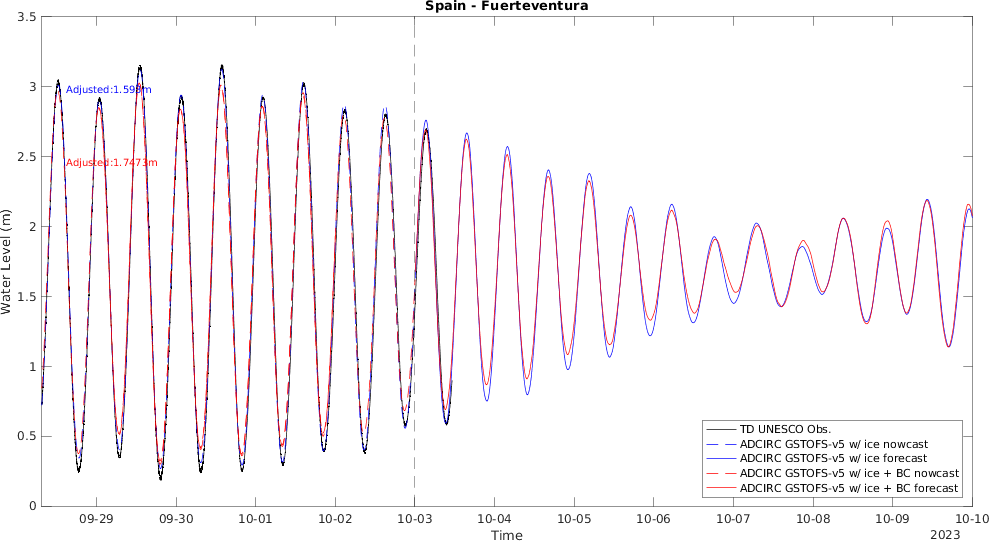 Spain - Fuerteventura
3.5
3
2.5
2
1.5
1
0.5
0
Water Level (m)
Adjusted:1.598m
Adjusted:1.7473m
TD UNESCO Obs.
ADCIRC GSTOFS-v5 w/ ice nowcast
ADCIRC GSTOFS-v5 w/ ice forecast
ADCIRC GSTOFS-v5 w/ ice + BC nowcast
ADCIRC GSTOFS-v5 w/ ice + BC forecast
09-29 09-30 10-01 10-02 10-03 10-04 10-05 10-06 10-07 10-08 10-09 10-10
Time
2023